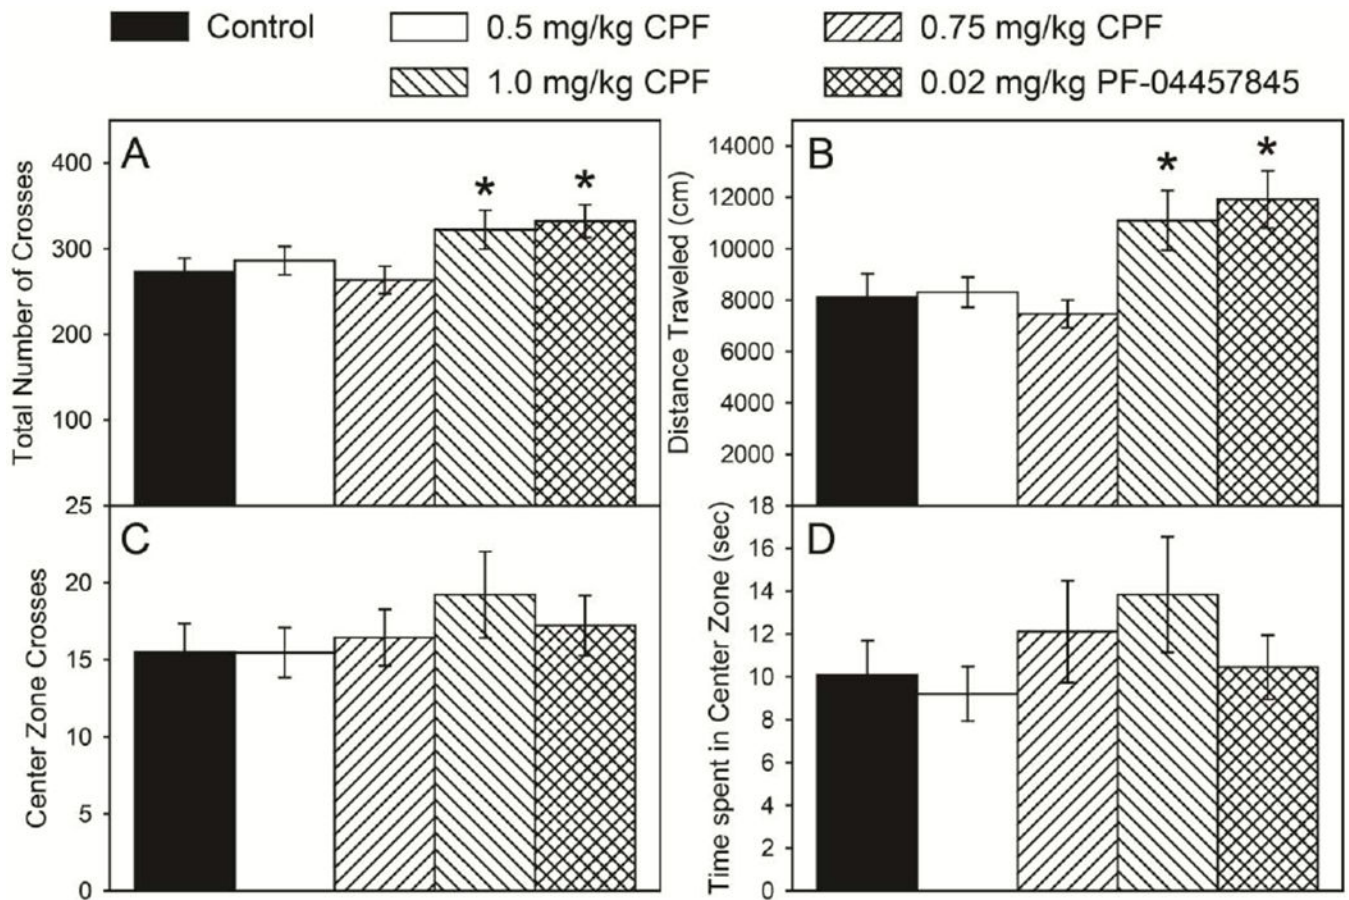 Control 0.5 mg/kg CPF 0.75 mg/kg CPF
1.0 mg/kg CPF 0.02 mg/kg PF-04457845
A
Total Number of Crosses
400
300
200
100
* *
B
Distance Traveled (cm)
14000
12000
10000
8000
6000
4000
2000
* *
C
Center Zone Crosses
25
20
15
10
5
0
D
Time spent in Center Zone (sec)
18
16
14
12
10
8
6
4
2
0